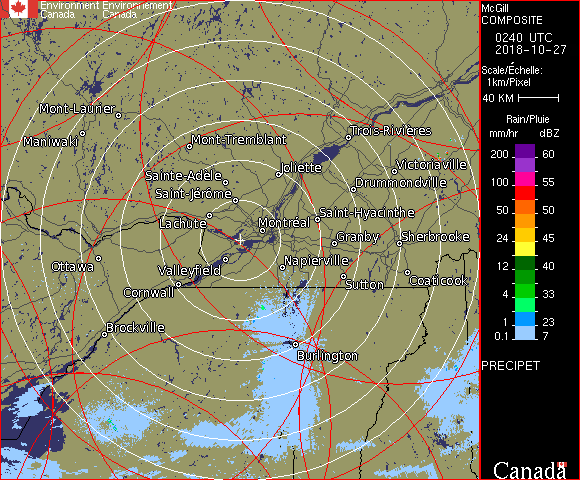 Environment Environnement
Canada Canada
McGill
COMPOSITE
0240 UTC
2018-10-27
Scale/Échelle:
1km/Pixel
40 KM
Rain/Pluie
mm/hr dBZ
200 60
150 57
100 55
50 50
24 45
12 40
4 33
1 23
0.1 7
PRECIPET
Canada
Mont-Laurier
Maniwaki
Mont-Tremblant
Trois-Rivières
Sainte-Adèle
Joliette
Victoriaville
Saint-Jérôme
Drummondville
Lachute
Montréal
Saint-Hyacinthe
Granby
Sherbrooke
Ottawa
Valleyfield
Napierville
Cornwall
Sutton
Coaticook
Brockville
Burlington